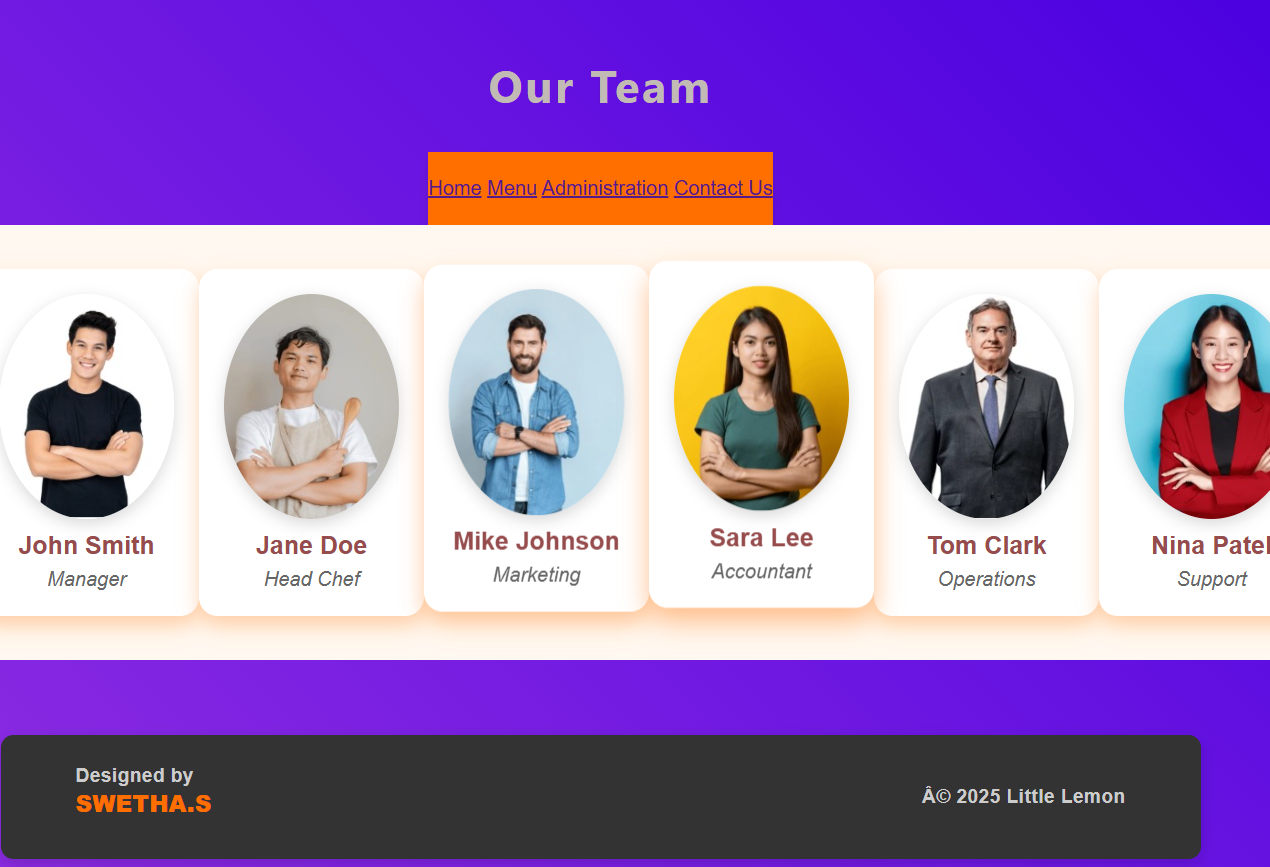 Our Team
Home Menu Administration Contact Us
John Smith
Manager
Jane Doe
Head Chef
Mike Johnson
Marketing
Sara Lee
Accountant
Tom Clark
Operations
Nina Patel
Support
Designed by
SWETHA.S
Â© 2025 Little Lemon